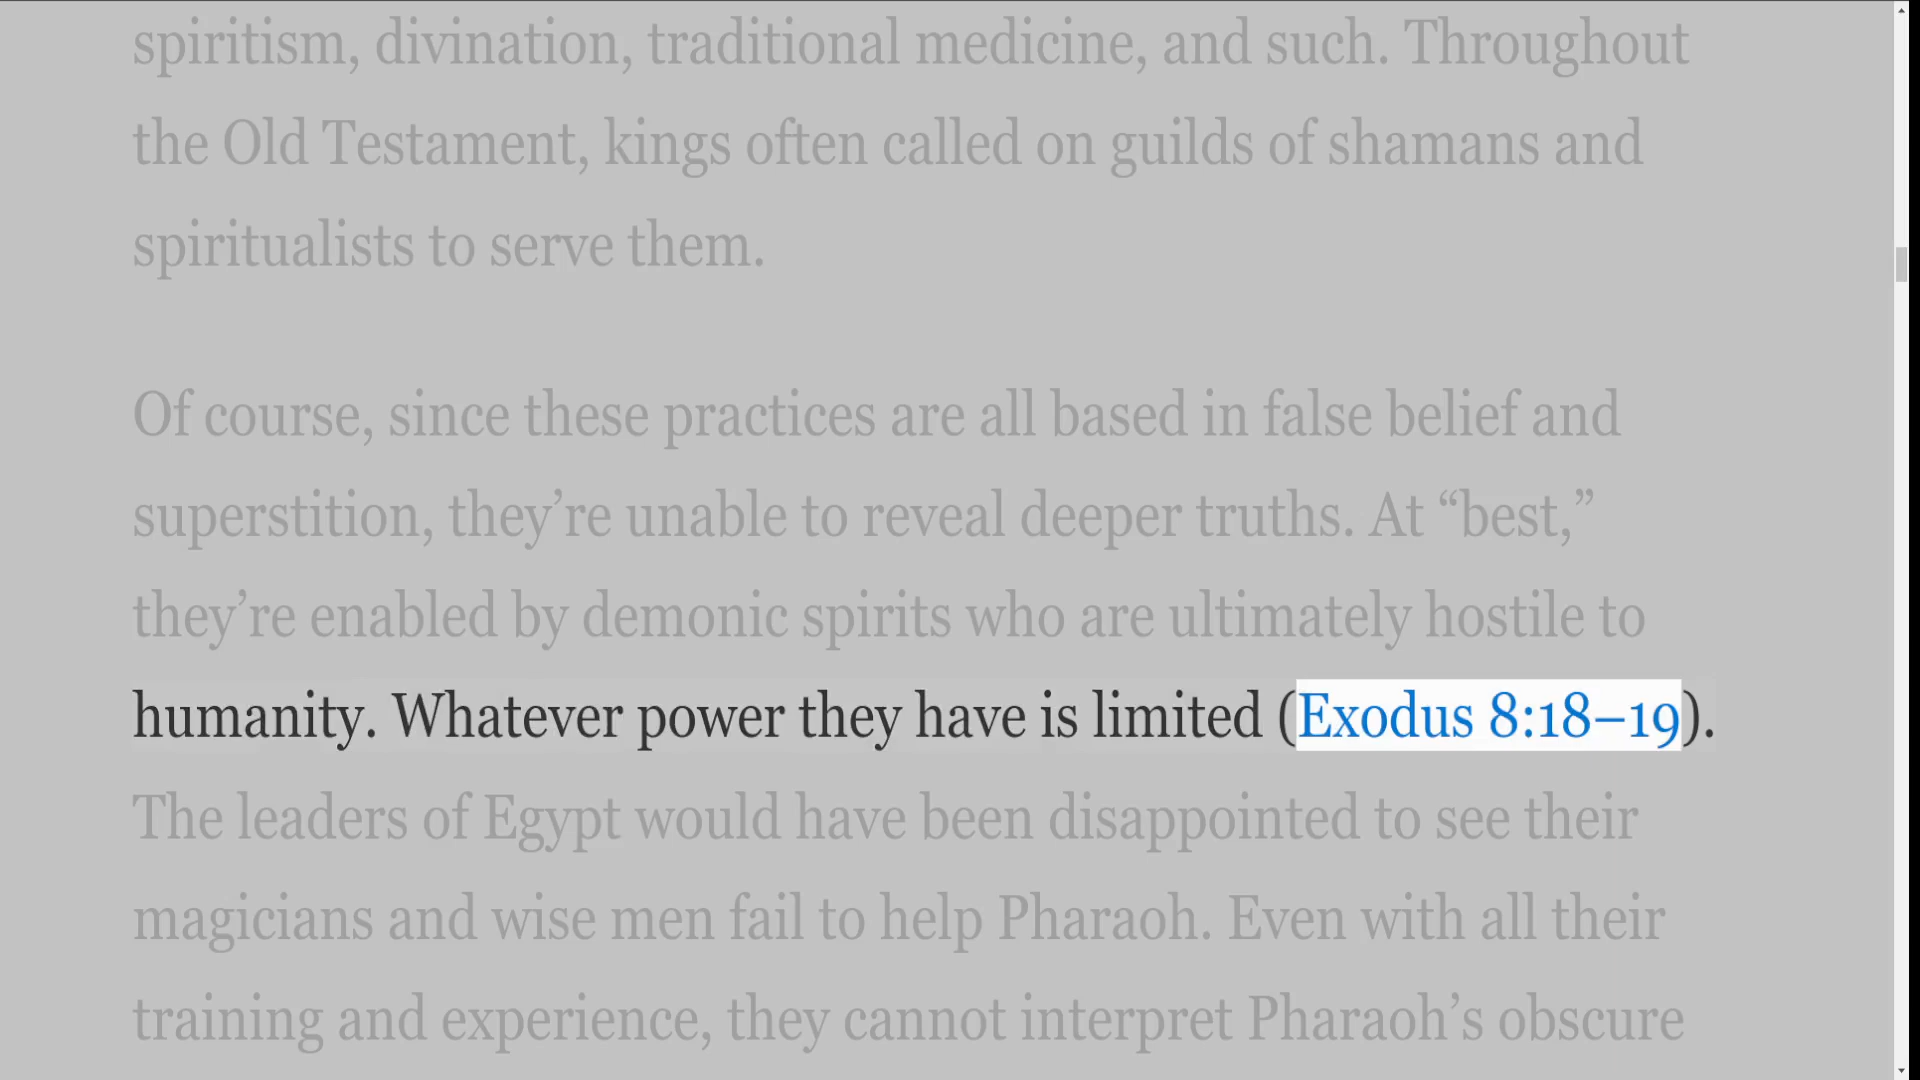 spiritism, divination, traditional medicine, and such. Throughout
the Old Testament, kings often called on guilds of shamans and
spiritualists to serve them.
Of course, since these practices are all based in false belief and
superstition, they’re unable to reveal deeper truths. At “best,”
they’re enabled by demonic spirits who are ultimately hostile to
humanity. Whatever power they have is limited (Exodus 8:18–19).
The leaders of Egypt would have been disappointed to see their
magicians and wise men fail to help Pharaoh. Even with all their
training and experience, they cannot interpret Pharaoh’s obscure